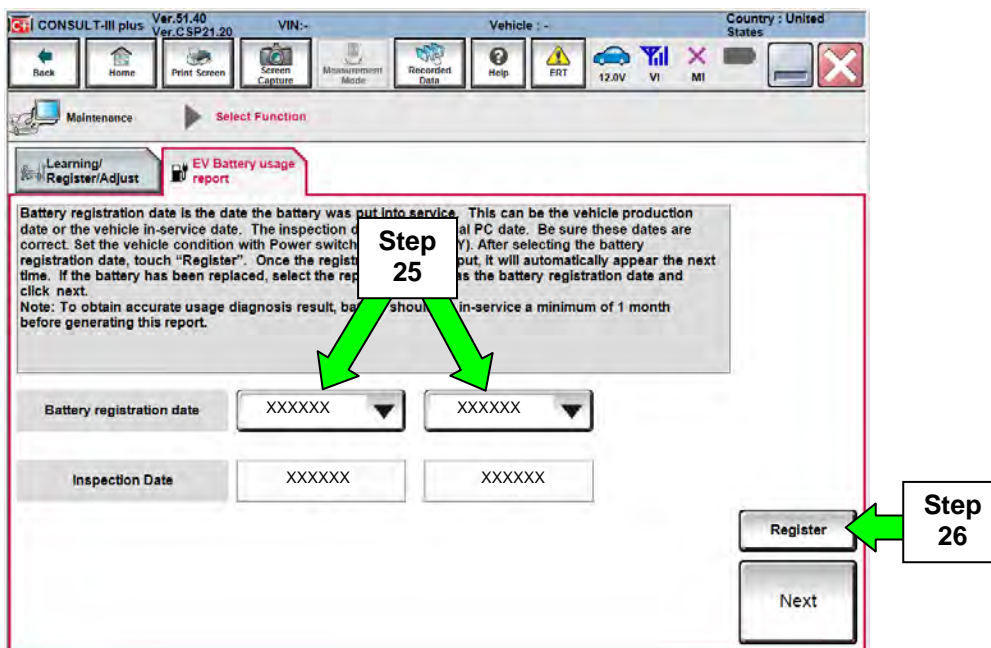 CONSULT-III plus Ver.51.40 VIN:- Vehicle : - Country : United
Ver.CSP21.20 States
Back Home Print Screen Screen Capture Measurement Mode Recorded Data Help ERT 12.0V VI MI
Maintenance Select Function
Learning/ EV Battery usage
Register/Adjust report
Battery registration date is the date the battery was put into service. This can be the vehicle production
date or the vehicle in-service date. The inspection al PC date. Be sure these dates are
correct. Set the vehicle condition with Power switch Y). After selecting the battery
registration date, touch “Register”. Once the regist put, it will automatically appear the next
time. If the battery has been replaced, select the rep as the battery registration date and
click next.
Note: To obtain accurate usage diagnosis result, ba shou in-service a minimum of 1 month
before generating this report.
Step
25
Battery registration date XXXXXX XXXXXX
Inspection Date XXXXXX XXXXXX
Register
Step
26
Next